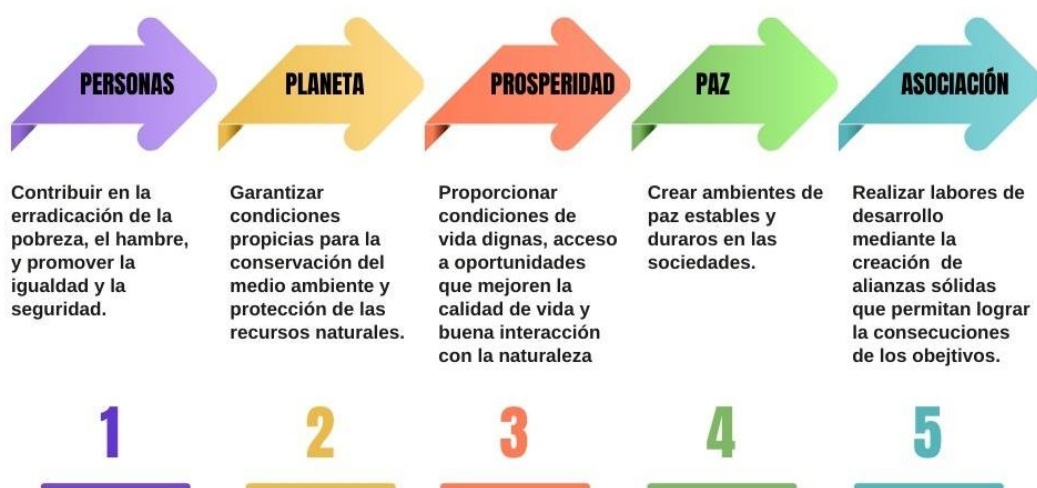 PERSONAS
PLANETA
PROSPERIDAD
PAZ
ASOCIACIÓN
Contribuir en la
erradicación de la
pobreza, el hambre,
y promover la
igualdad y la
seguridad.
Garantizar
condiciones
propicias para la
conservación del
medio ambiente y
protección de las
recursos naturales.
Proporcionar
condiciones de
vida dignas, acceso
a oportunidades
que mejoren la
calidad de vida y
buena interacción
con la naturaleza
Crear ambientes de
paz estables y
duraros en las
sociedades.
Realizar labores de
desarrollo
mediante la
creación de
alianzas sólidas
que permitan lograr
la consecuciones
de los obejtivos.
1
2
3
4
5